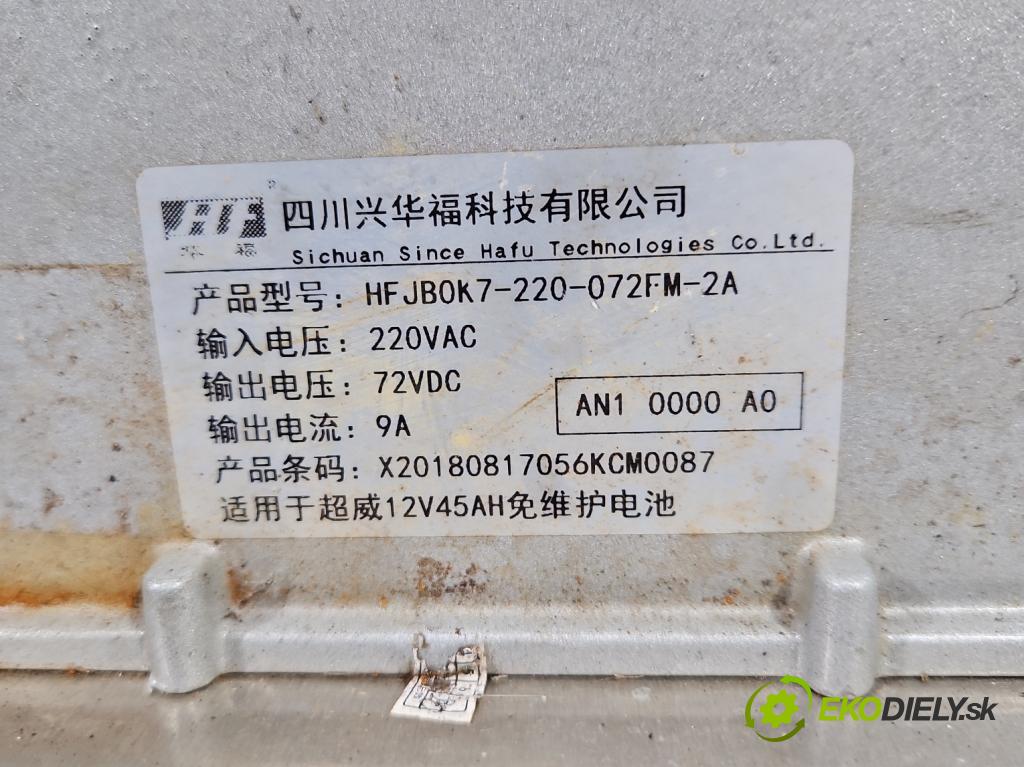 HF
®
四川兴华福科技有限公司
华福
Sichuan Since Hafu Technologies Co.Ltd.
产品型号: HFJB0K7-220-072FM-2A
输入电压: 220VAC
输出电压: 72VDC
AN1 0000 A0
输出电流: 9A
产品条码: X20180817056KCM0087
适用于超威12V45AH免维护电池
EKODIELY.sk